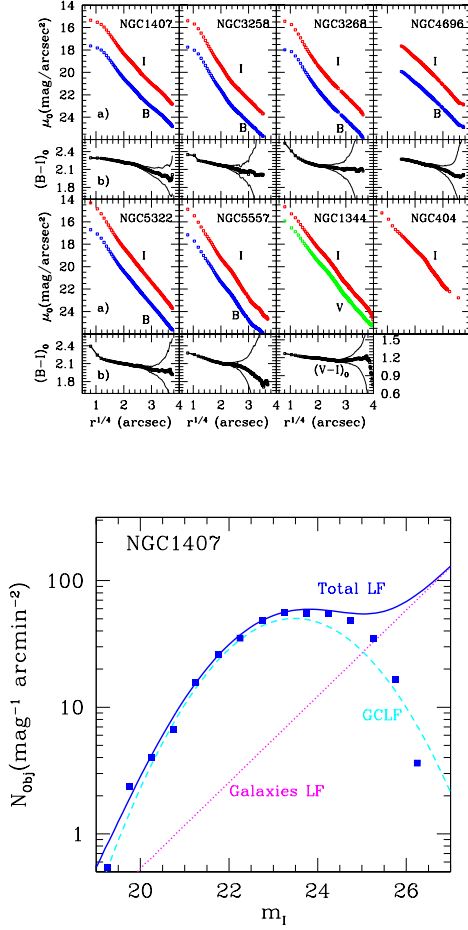 NGC1407 NGC3258 NGC3268 NGC4696
μ₀(mag/arcsec²)
14
16
18
20
22
24
I I I I
B B B B
a)
(B−I)₀
2.4
2.1
1.8
b)
NGC5322 NGC5557 NGC1344 NGC404
μ₀(mag/arcsec²)
14
16
18
20
22
24
I I I I
B B V
a)
(B−I)₀
2.4
2.1
1.8
b)
(V−I)₀
1.5
1.2
0.9
0.6
1 2 3 1 2 3 1 2 3 4
r¹/⁴ (arcsec) r¹/⁴ (arcsec) r¹/⁴ (arcsec)
NGC1407
Total LF
GCLF
Galaxies LF
N_Obj(mag⁻¹ arcmin⁻²)
100
10
1
20 22 24 26
m_I